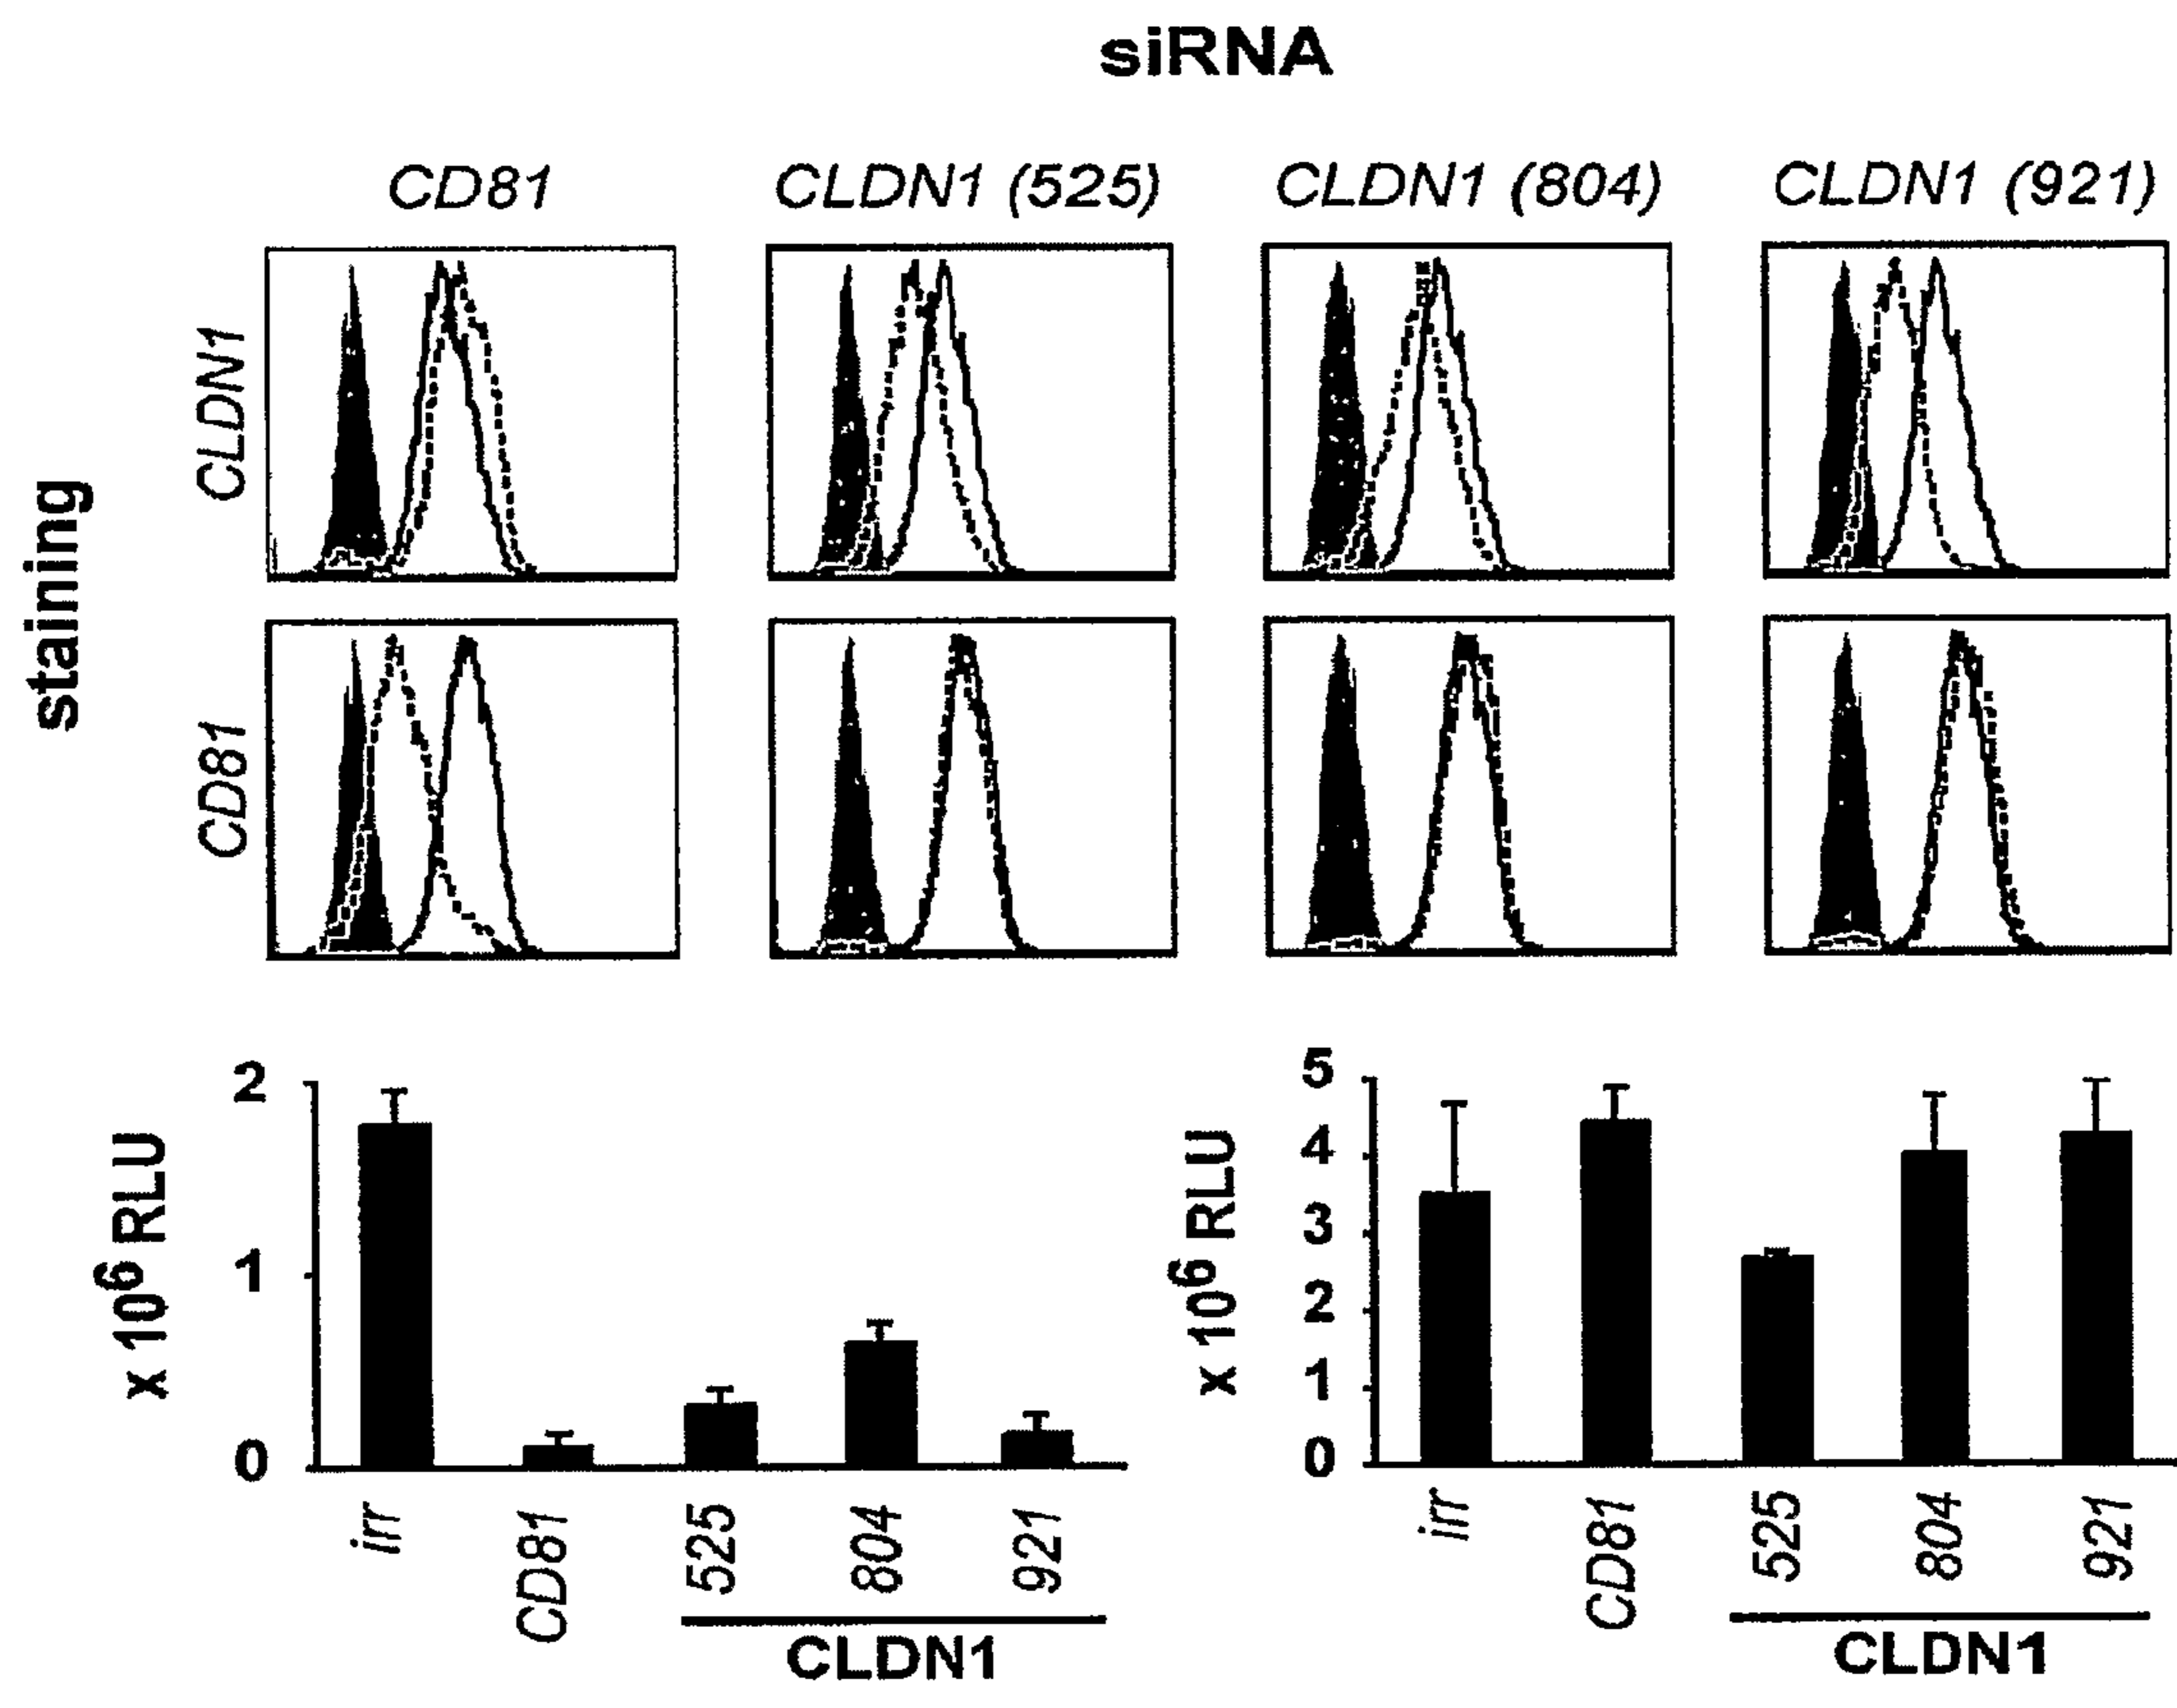 siRNA
CD81 CLDN1 (525) CLDN1 (804) CLDN1 (921)
staining
CLDN1
CD81
2
1
0
x 10⁶ RLU
irr CD81 525 804 921
CLDN1
5
4
3
2
1
0
x 10⁶ RLU
irr CD81 525 804 921
CLDN1